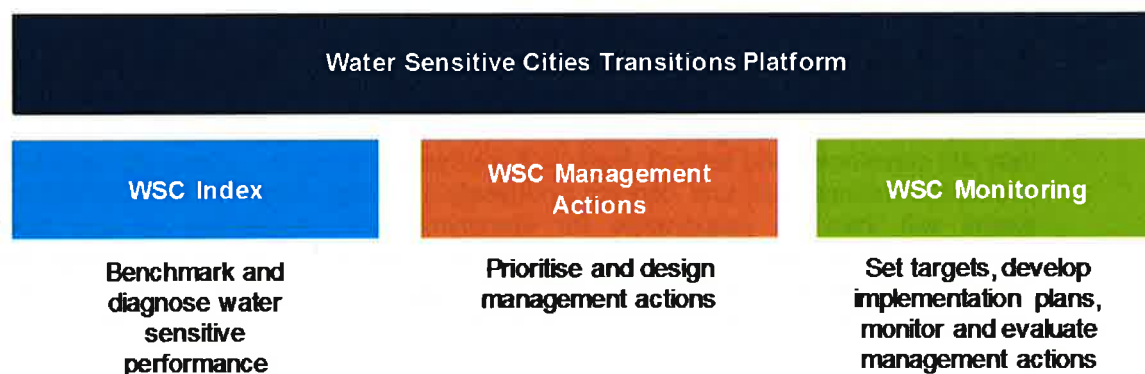 Water Sensitive Cities Transitions Platform
WSC Index
Benchmark and
diagnose water
sensitive
performance
WSC Management
Actions
Prioritise and design
management actions
WSC Monitoring
Set targets, develop
implementation plans,
monitor and evaluate
management actions